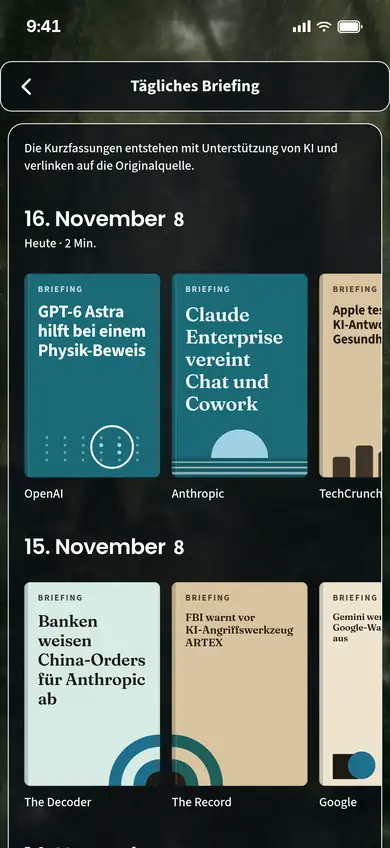 9:41
Tägliches Briefing
Die Kurzfassungen entstehen mit Unterstützung von KI und
verlinken auf die Originalquelle.
16. November 8
Heute · 2 Min.
BRIEFING
GPT-6 Astra
hilft bei einem
Physik-Beweis
OpenAI
BRIEFING
Claude
Enterprise
vereint
Chat und
Cowork
Anthropic
BRIEFING
Apple
KI-Antw
Gesundh
TechCrunch
15. November 8
BRIEFING
Banken
weisen
China-Orders
für Anthropic
ab
The Decoder
BRIEFING
FBI warnt vor
KI-Angriffswerkzeug
ARTEX
The Record
BRIEFING
Gemini
Google-Wa
aus
Google